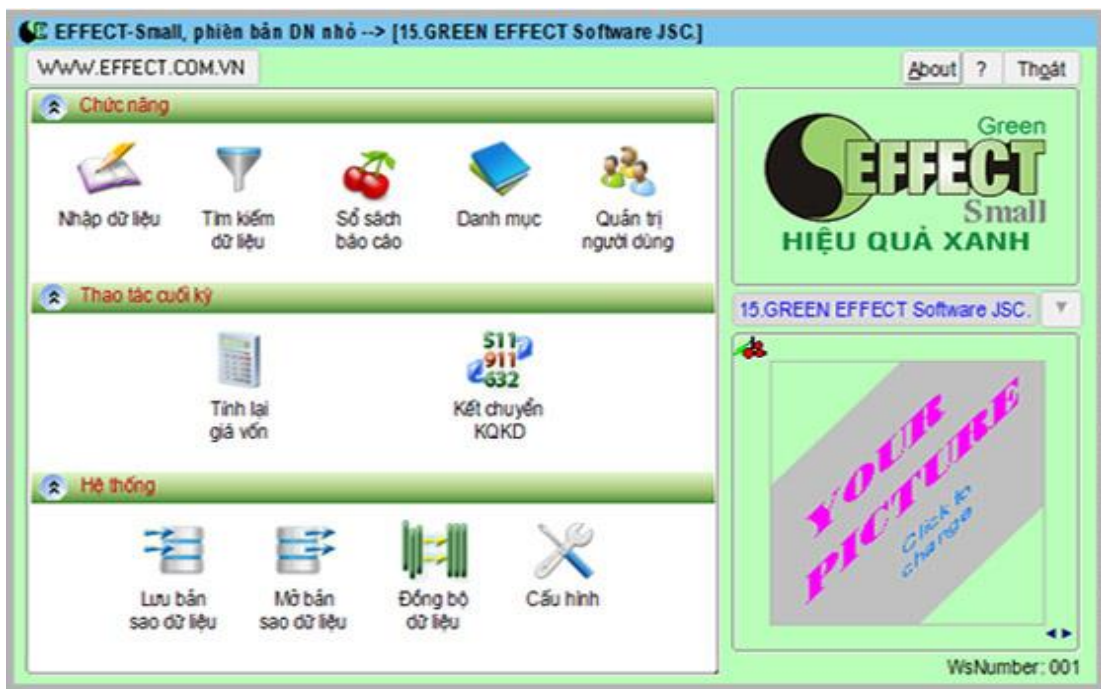 EFFECT-Small, phiên bản DN nhỏ --> [15.GREEN EFFECT Software JSC.]
WWW.EFFECT.COM.VN
About ? Thoát
Chức năng
Nhập dữ liệu
Tìm kiếm
dữ liệu
Sổ sách
báo cáo
Danh mục
Quản trị
người dùng
Thao tác cuối kỳ
Tính lại
giá vốn
511
911
632
Kết chuyển
KQKD
Hệ thống
Lưu bản
sao dữ liệu
Mở bản
sao dữ liệu
Đồng bộ
dữ liệu
Cấu hình
Green
EFFECT
Small
HIỆU QUẢ XANH
15.GREEN EFFECT Software JSC.
YOUR
PICTURE
Click to
change
WsNumber: 001